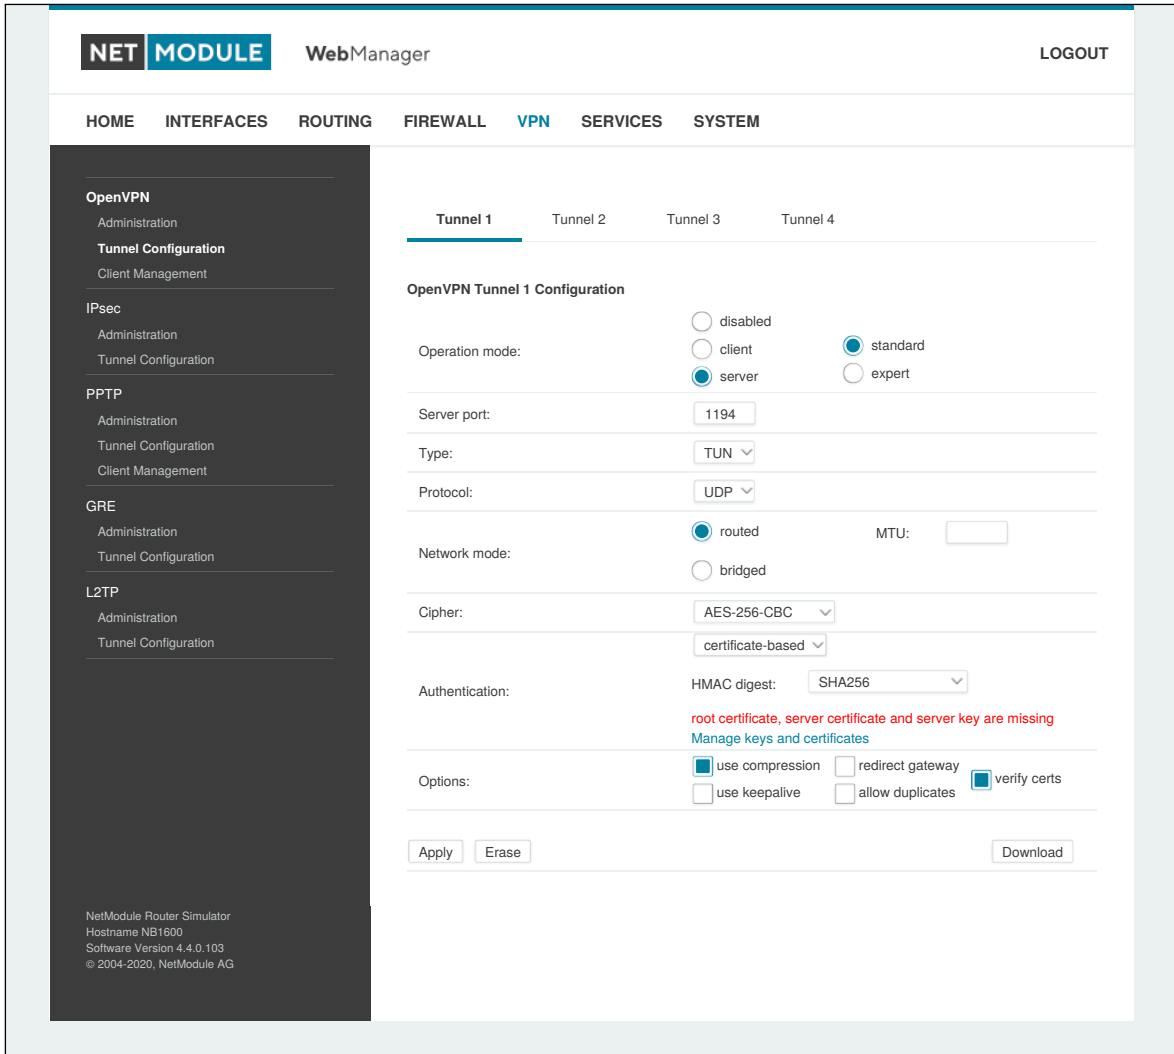 NET MODULE WebManager LOGOUT
HOME INTERFACES ROUTING FIREWALL VPN SERVICES SYSTEM
OpenVPN
Administration
Tunnel Configuration
Client Management
IPsec
Administration
Tunnel Configuration
PPTP
Administration
Tunnel Configuration
Client Management
GRE
Administration
Tunnel Configuration
L2TP
Administration
Tunnel Configuration
NetModule Router Simulator
Hostname NB1600
Software Version 4.4.0.103
© 2004-2020, NetModule AG
Tunnel 1 Tunnel 2 Tunnel 3 Tunnel 4
OpenVPN Tunnel 1 Configuration
Operation mode:
disabled
client
server
standard
expert
Server port: 1194
Type: TUN
Protocol: UDP
Network mode:
routed MTU:
bridged
Cipher: AES-256-CBC
Authentication:
certificate-based
HMAC digest: SHA256
root certificate, server certificate and server key are missing
Manage keys and certificates
Options:
use compression redirect gateway verify certs
use keepalive allow duplicates
Apply Erase Download